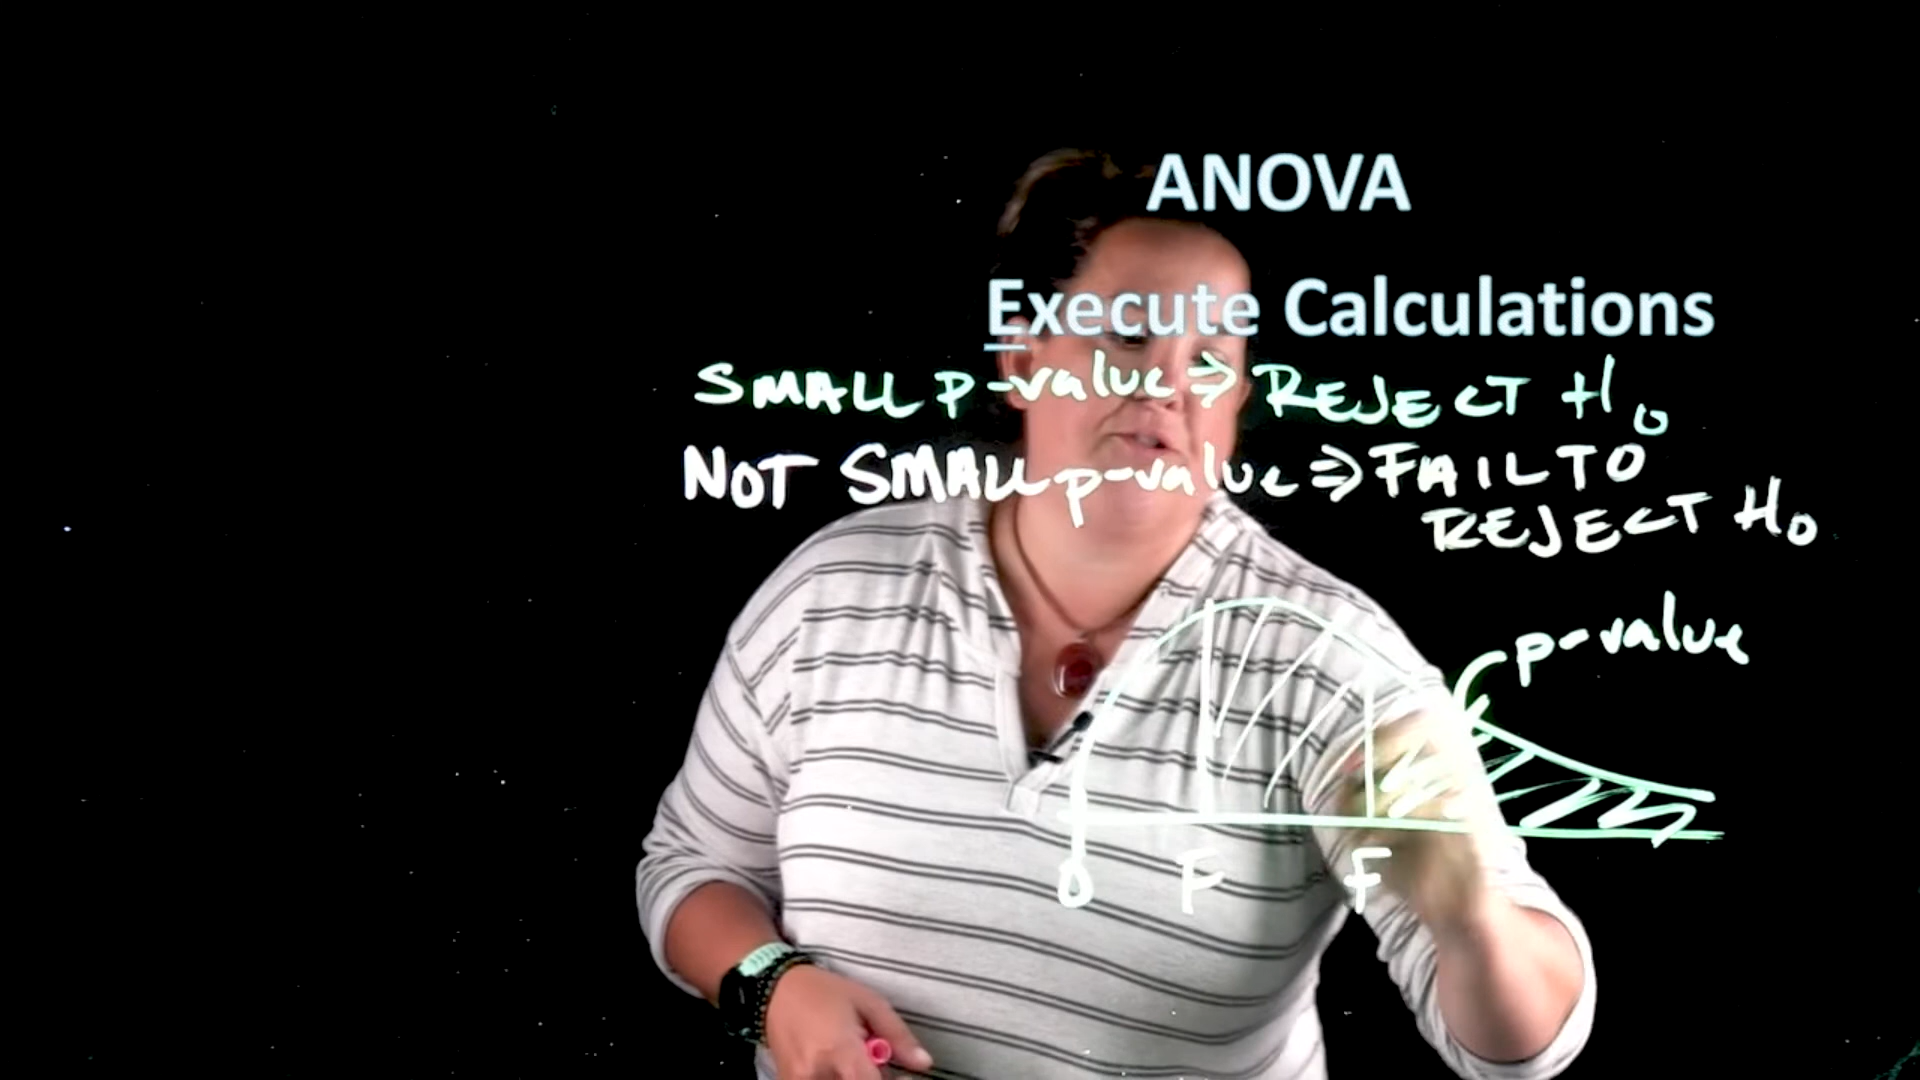 ANOVA
Execute Calculations
SMALL p-value ⇒ REJECT H₀
NOT SMALL p-value ⇒ FAIL TO
REJECT H₀
p-value
0 F F